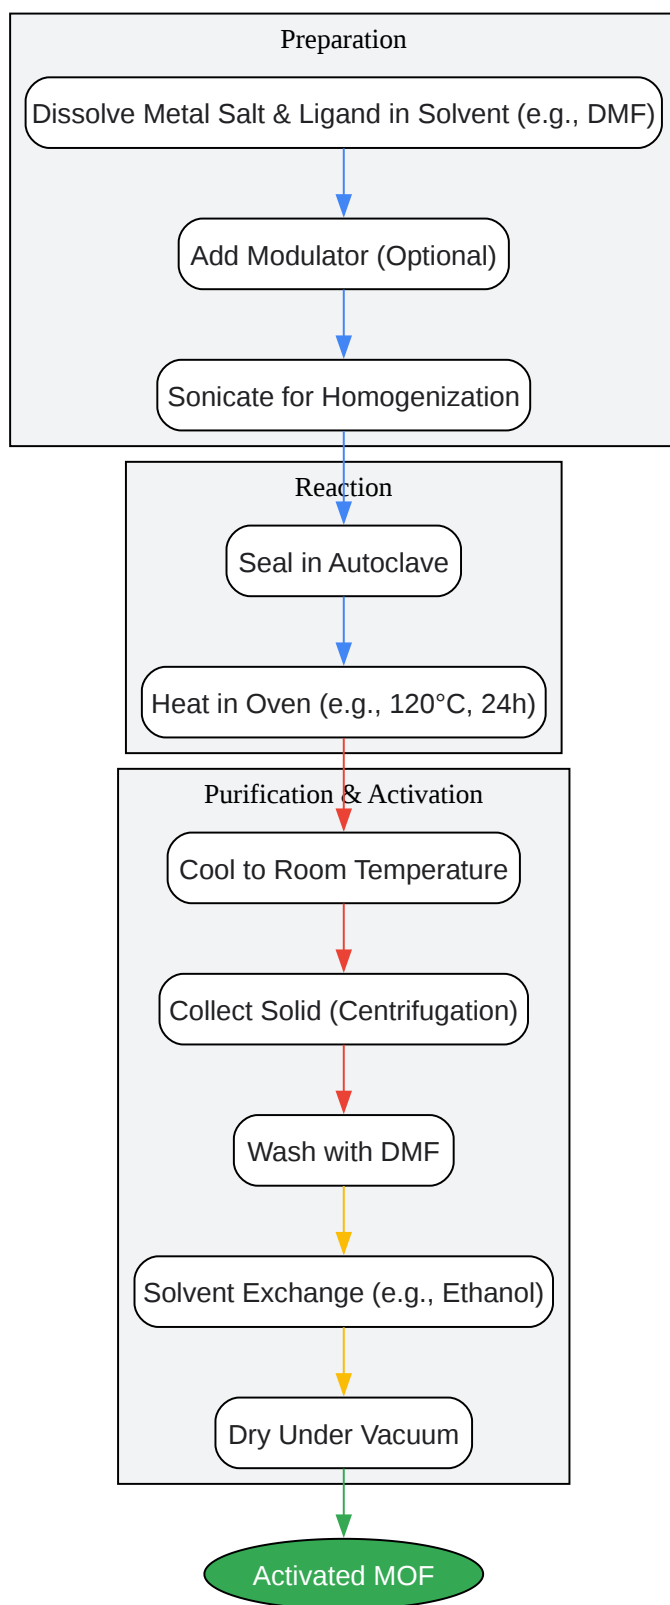 Preparation
Dissolve Metal Salt & Ligand in Solvent (e.g., DMF)
Add Modulator (Optional)
Sonicate for Homogenization
Reaction
Seal in Autoclave
Heat in Oven (e.g., 120°C, 24h)
Purification & Activation
Cool to Room Temperature
Collect Solid (Centrifugation)
Wash with DMF
Solvent Exchange (e.g., Ethanol)
Dry Under Vacuum
Activated MOF